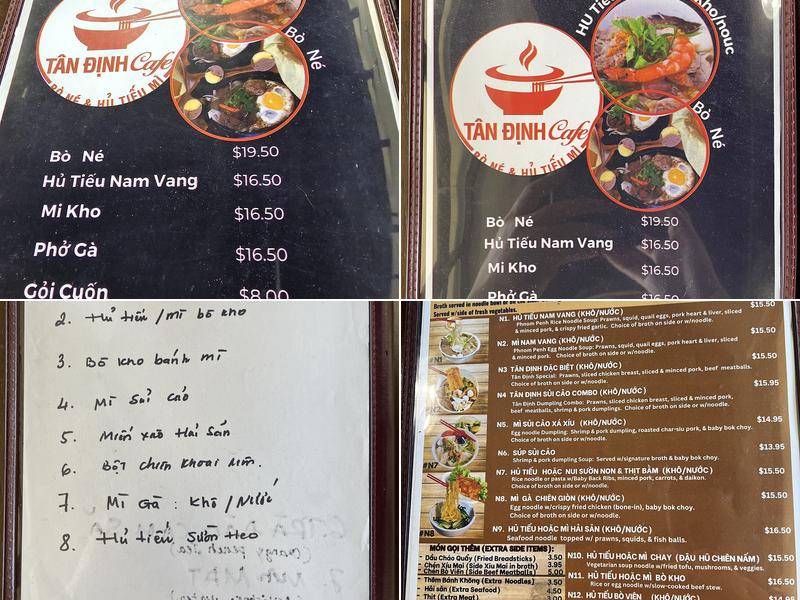 Bò Né
TÂN ĐỊNH Cafe
BÒ NÉ & HỦ TIẾU MÌ
Bò Né $19.50
Hủ Tiếu Nam Vang $16.50
Mi Kho $16.50
Phở Gà $16.50
Gỏi Cuốn $8.00
Hủ Tiếu
kho/nuoc
TÂN ĐỊNH Cafe
BÒ NÉ & HỦ TIẾU MÌ
Bò Né
Bò Né $19.50
Hủ Tiếu Nam Vang $16.50
Mi Kho $16.50
Phở Gà $16.50
2. Hủ tiếu / mì bò kho
3. Bò kho bánh mì
4. Mì Sủi cảo
5. Miến xào Hải Sản
6. Bột chiên khoai môn.
7. Mì Gà : Khô / Nước
8. Hủ tiếu Sườn Heo
Served w/side of fresh vegetables.
N1. HỦ TIẾU NAM VANG (KHÔ/NƯỚC) $15.50
Phnom Penh Rice Noodle Soup: Prawns, squid, quail eggs, pork heart & liver, sliced
& minced pork, & crispy fried garlic. Choice of broth on side or w/noodle.
N2. MÌ NAM VANG (KHÔ/NƯỚC) $15.50
Phnom Penh Egg Noodle Soup: Prawns, squid, quail eggs, pork heart & liver, sliced
& minced pork. Choice of broth on side or w/noodle.
N3 TÂN ĐỊNH ĐẶC BIỆT (KHÔ/NƯỚC) $15.50
Tân Định Special: Prawns, sliced chicken breast, sliced & minced pork, beef meatballs.
Choice of broth on side or w/noodle.
N4 TÂN ĐỊNH SỦI CẢO COMBO (KHÔ/NƯỚC) $15.95
Tân Định Dumpling Combo: Prawns, sliced chicken breast, sliced & minced pork,
beef meatballs, shrimp & pork dumplings. Choice of broth on side or w/noodle.
N5. MÌ SỦI CẢO XÁ XÍU (KHÔ/NƯỚC) $14.95
Egg noodle Dumpling: Shrimp & pork dumpling, roasted char-siu pork, & baby bok choy.
Choice of broth on side or w/noodle.
N6. SÚP SỦI CẢO $13.95
Shrimp & pork dumpling Soup: Served w/signature broth & baby bok choy.
N7. HỦ TIẾU HOẶC NUI SƯỜN NON & THỊT BẰM (KHÔ/NƯỚC) $15.50
Rice noodle or pasta w/Baby Back Ribs, minced pork, carrots, & daikon.
Choice of broth on side or w/noodle.
N8. MÌ GÀ CHIÊN GIÒN (KHÔ/NƯỚC) $15.50
Egg noodle w/crispy fried chicken (bone-in), baby bok choy.
Choice of broth on side or w/noodle.
N9. HỦ TIẾU HOẶC MÌ HẢI SẢN (KHÔ/NƯỚC) $16.50
Seafood noodle topped w/ prawns, squids, & fish balls.
#N1
#N2
#N7
#N8
MÓN GỌI THÊM (EXTRA SIDE ITEMS):
Dầu Cháo Quẩy (Fried Breadsticks) 3.50
Chén Xíu Mại (Side Xíu Mại in broth) 3.95
Chén Bò Viên (Side Beef Meatballs) 5.00
Thêm Bánh Không (Extra Noodles) 3.50
Hải sản (Extra Seafood) 4.50
Thịt (Extra Meat)
N10. HỦ TIẾU HOẶC MÌ CHAY (ĐẬU HỦ CHIÊN NẤM) $15.50
Vegetarian noodle soup w/fried tofu, mushrooms, & veggies.
N11. HỦ TIẾU HOẶC MÌ BÒ KHO $16.50
Rice or egg noodle w/slow-cooked beef stew.
N12. HỦ TIẾU BÒ VIÊN (KHÔ/NƯỚC)